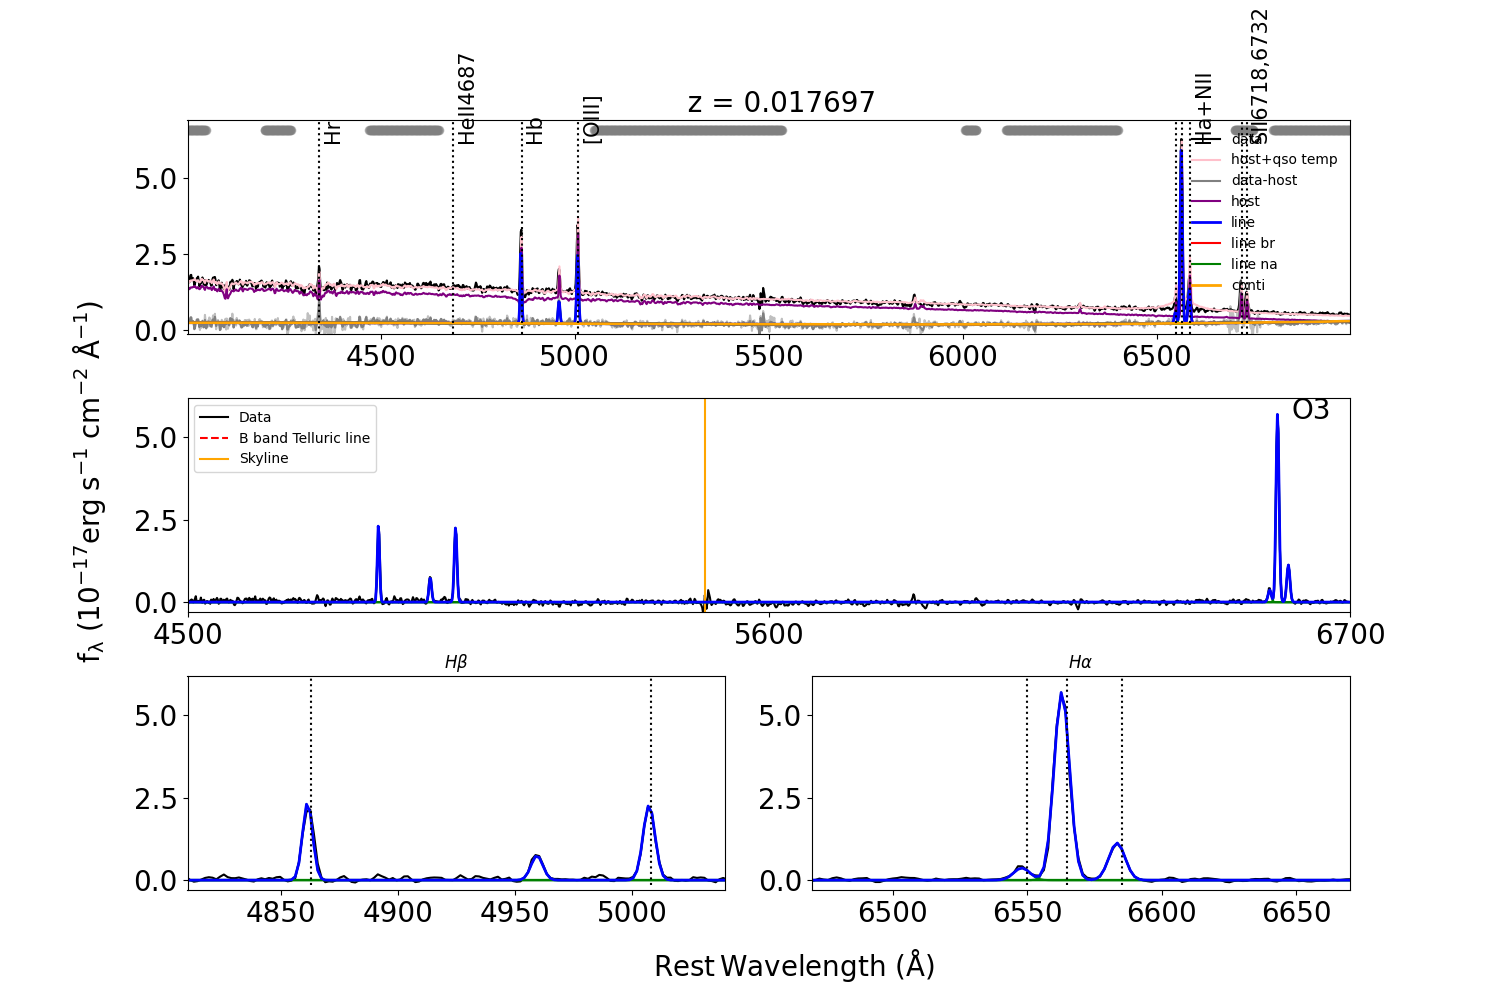 z = 0.017697
Hr
HeII4687
Hb
[OIII]
Ha+NII
SII6718,6732
data
host+qso temp
data-host
host
line
line br
line na
conti
5.0
2.5
0.0
4500 5000 5500 6000 6500
Data
B band Telluric line
Skyline
O3
5.0
2.5
0.0
4500 5600 6700
fλ (10−17erg s−1 cm−2 Å−1)
Hβ
5.0
2.5
0.0
4850 4900 4950 5000
Hα
5.0
2.5
0.0
6500 6550 6600 6650
Rest Wavelength (Å)